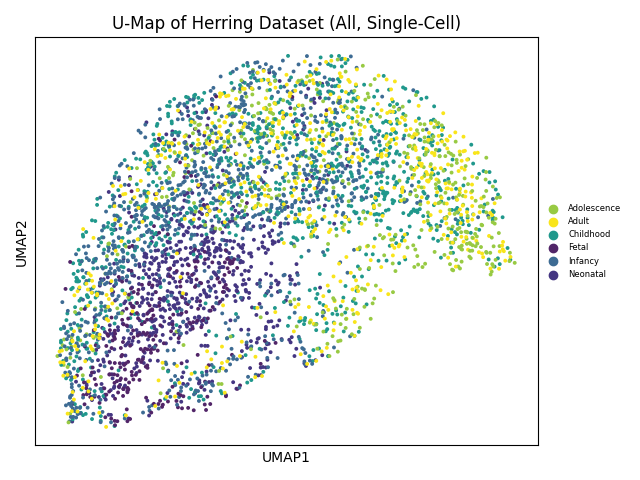 U-Map of Herring Dataset (All, Single-Cell)
UMAP2
Adolescence
Adult
Childhood
Fetal
Infancy
Neonatal
UMAP1